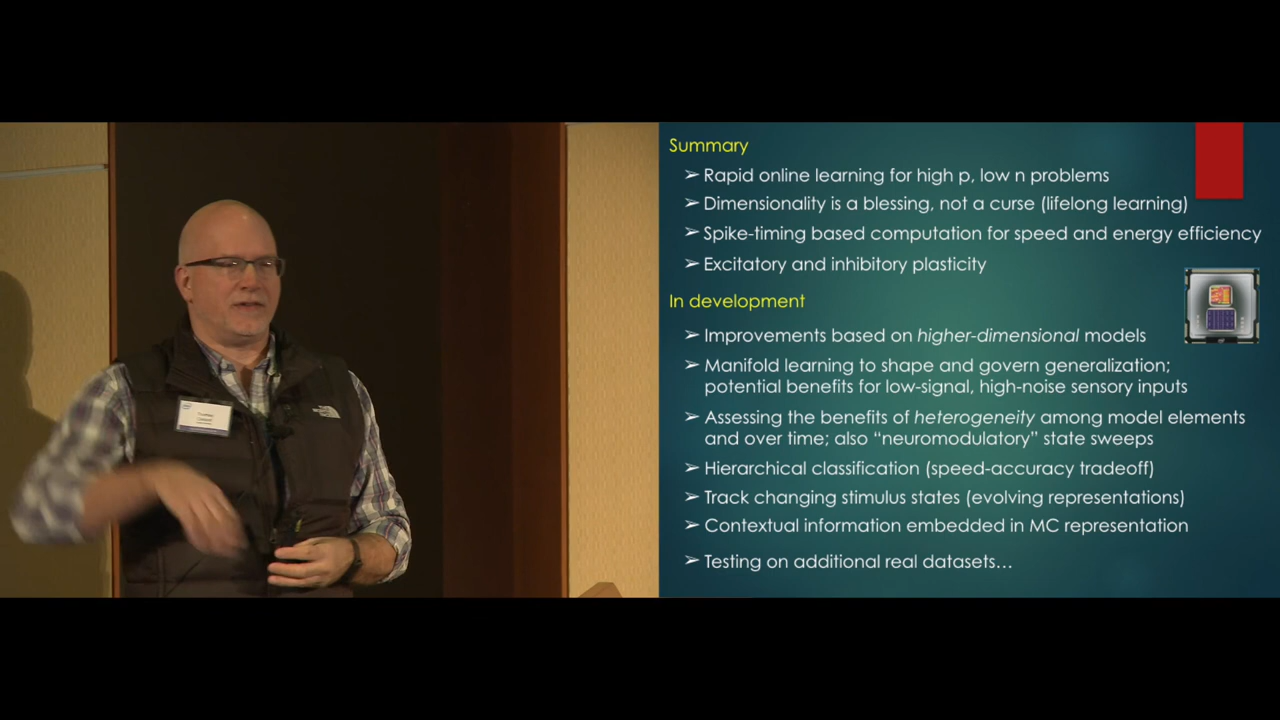 Summary
➢ Rapid online learning for high p, low n problems
➢ Dimensionality is a blessing, not a curse (lifelong learning)
➢ Spike-timing based computation for speed and energy efficiency
➢ Excitatory and inhibitory plasticity
In development
➢ Improvements based on higher-dimensional models
➢ Manifold learning to shape and govern generalization;
potential benefits for low-signal, high-noise sensory inputs
➢ Assessing the benefits of heterogeneity among model elements
and over time; also “neuromodulatory” state sweeps
➢ Hierarchical classification (speed-accuracy tradeoff)
➢ Track changing stimulus states (evolving representations)
➢ Contextual information embedded in MC representation
➢ Testing on additional real datasets…